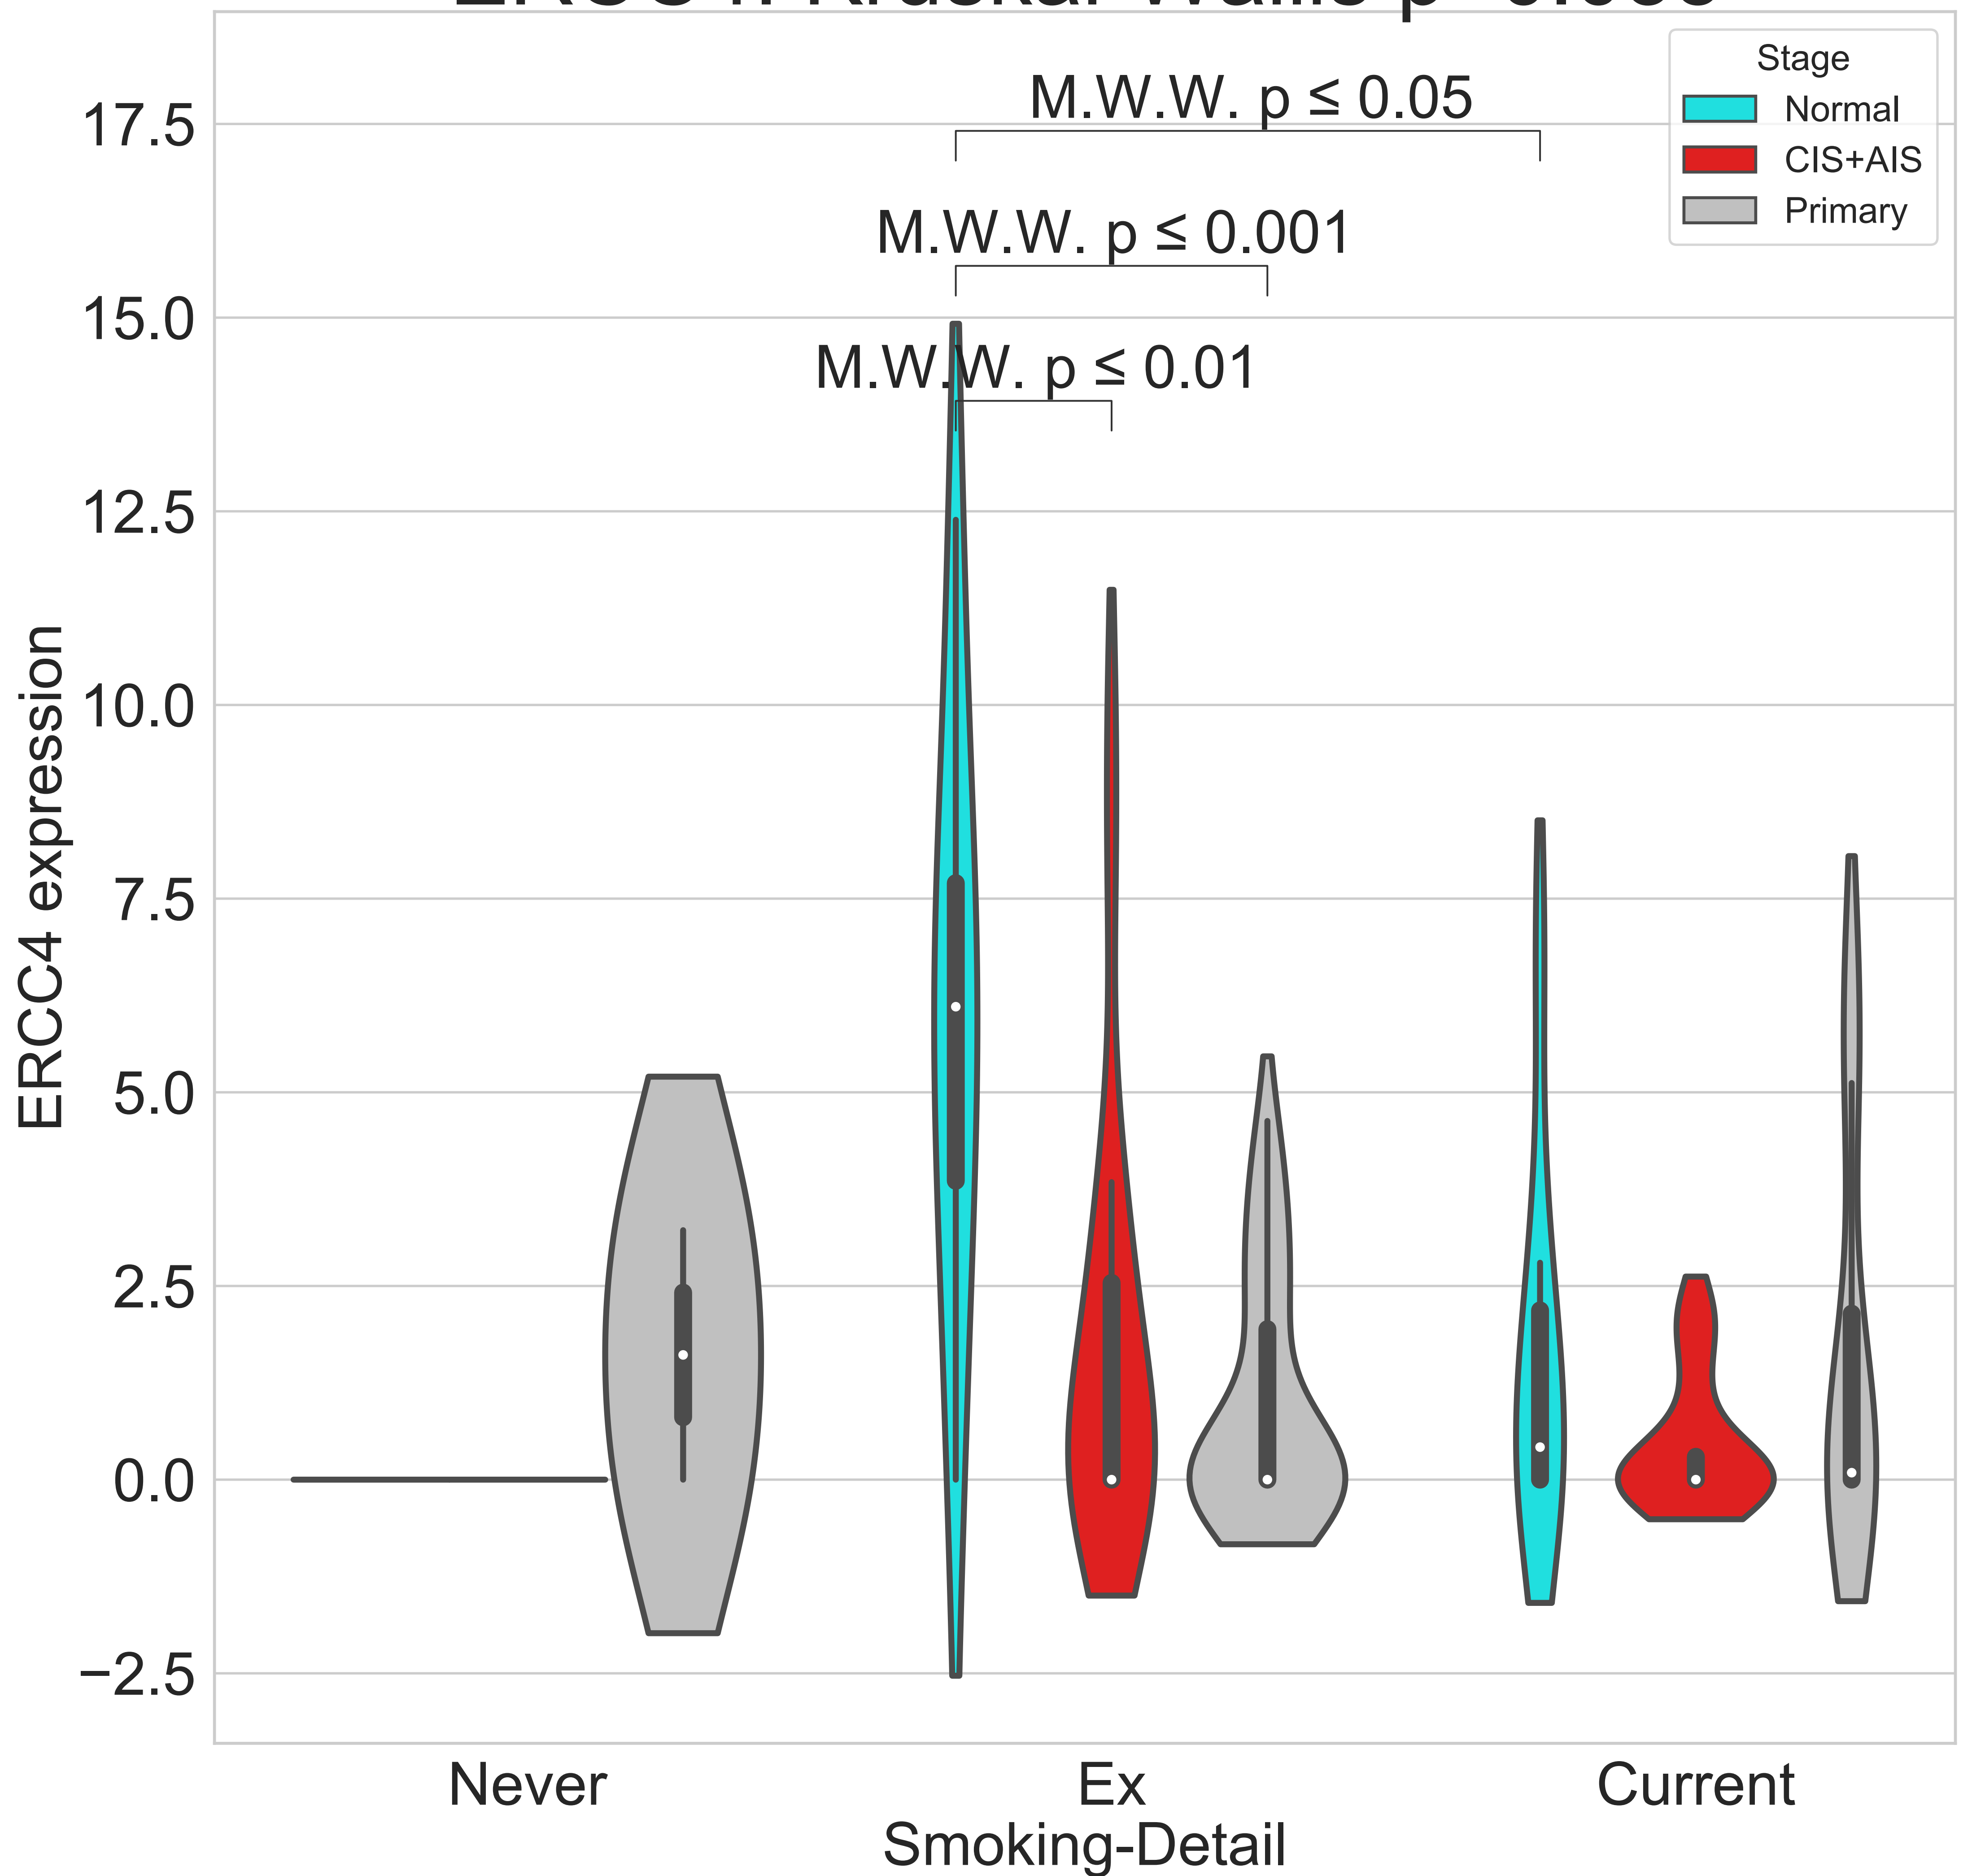 Stage
Normal
CIS+AIS
Primary
M.W.W. p ≤ 0.05
M.W.W. p ≤ 0.001
M.W.W. p ≤ 0.01
17.5
15.0
12.5
10.0
7.5
5.0
2.5
0.0
−2.5
ERCC4 expression
Never
Ex
Current
Smoking-Detail